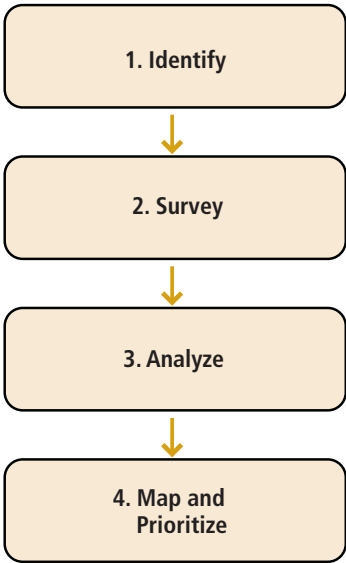 1. Identify
2. Survey
3. Analyze
4. Map and
Prioritize